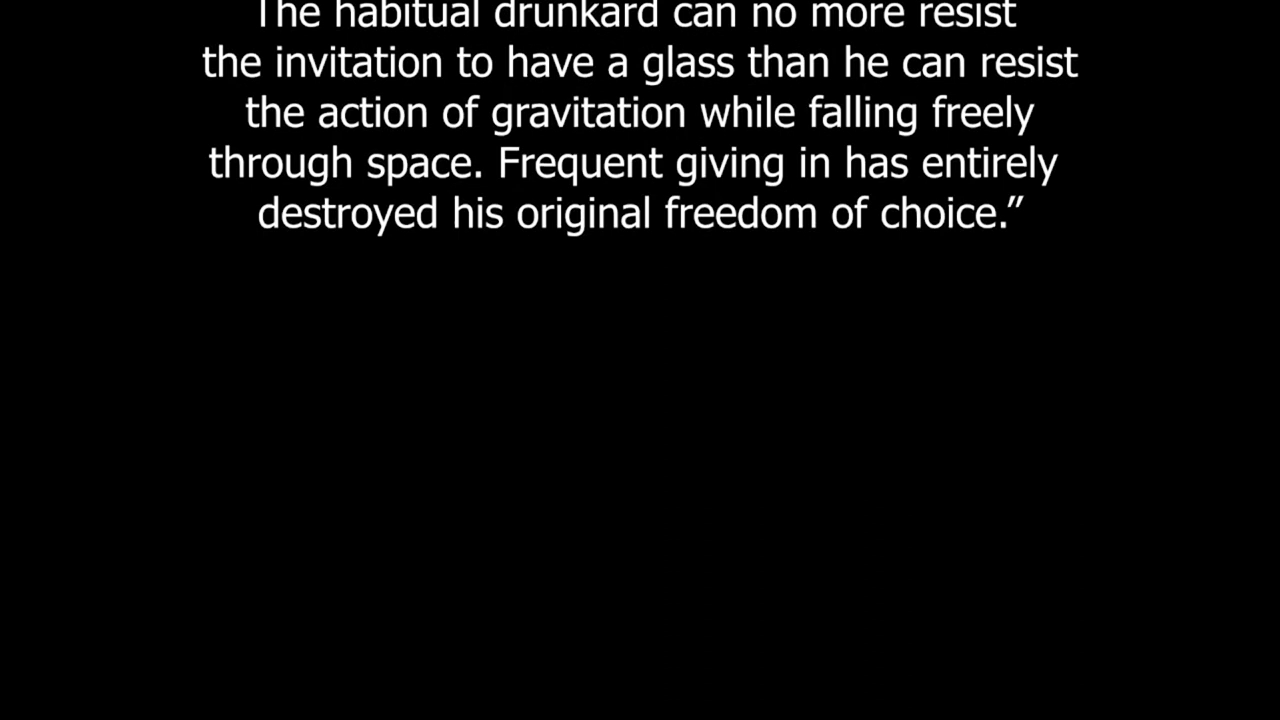 The habitual drunkard can no more resist
the invitation to have a glass than he can resist
the action of gravitation while falling freely
through space. Frequent giving in has entirely
destroyed his original freedom of choice.”